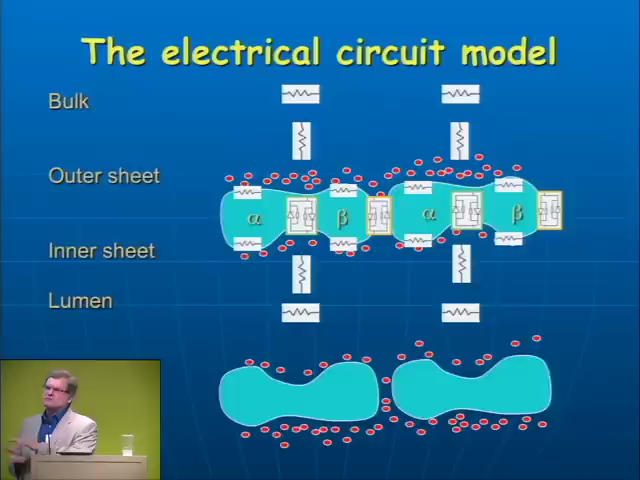 The electrical circuit model
Bulk
Outer sheet
α β α β
Inner sheet
Lumen